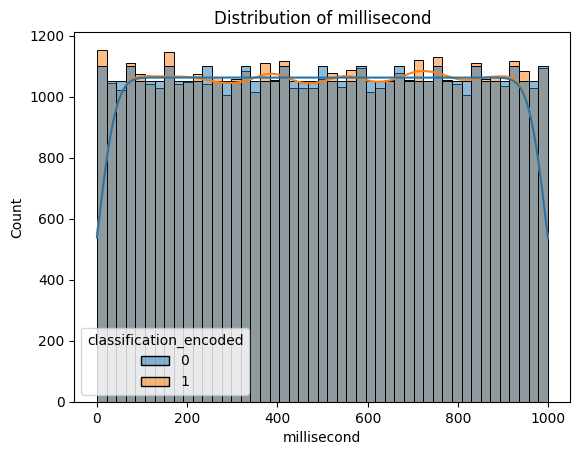 Distribution of millisecond
1200
1000
800
600
400
200
0
Count
classification_encoded
0
1
0 200 400 600 800 1000
millisecond